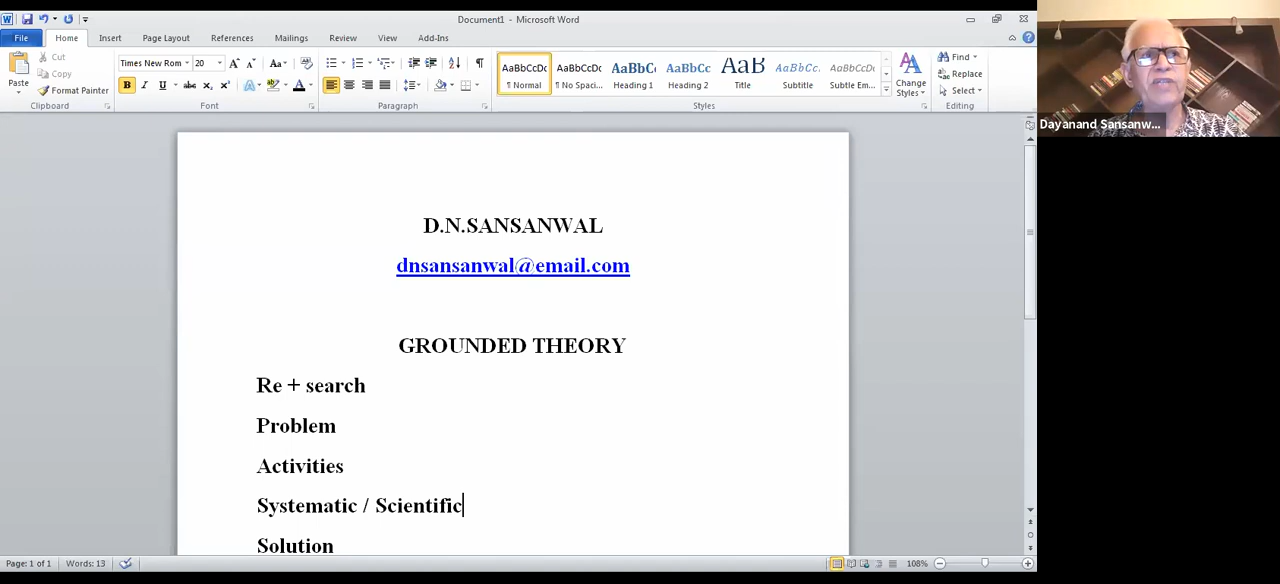 Document1 - Microsoft Word
File Home Insert Page Layout References Mailings Review View Add-Ins
Paste Cut Copy Format Painter
Times New Rom 20
AaBbCcDc AaBbCcDc AaBbC AaBbCc AaB AaBbCc. AaBbCcDc
¶ Normal ¶ No Spaci... Heading 1 Heading 2 Title Subtitle Subtle Em...
Change Styles
Find Replace Select
Clipboard Font Paragraph Styles Editing
Dayanand Sansanw...
D.N.SANSANWAL
dnsansanwal@email.com
GROUNDED THEORY
Re + search
Problem
Activities
Systematic / Scientific
Solution
Page: 1 of 1 Words: 13 108%